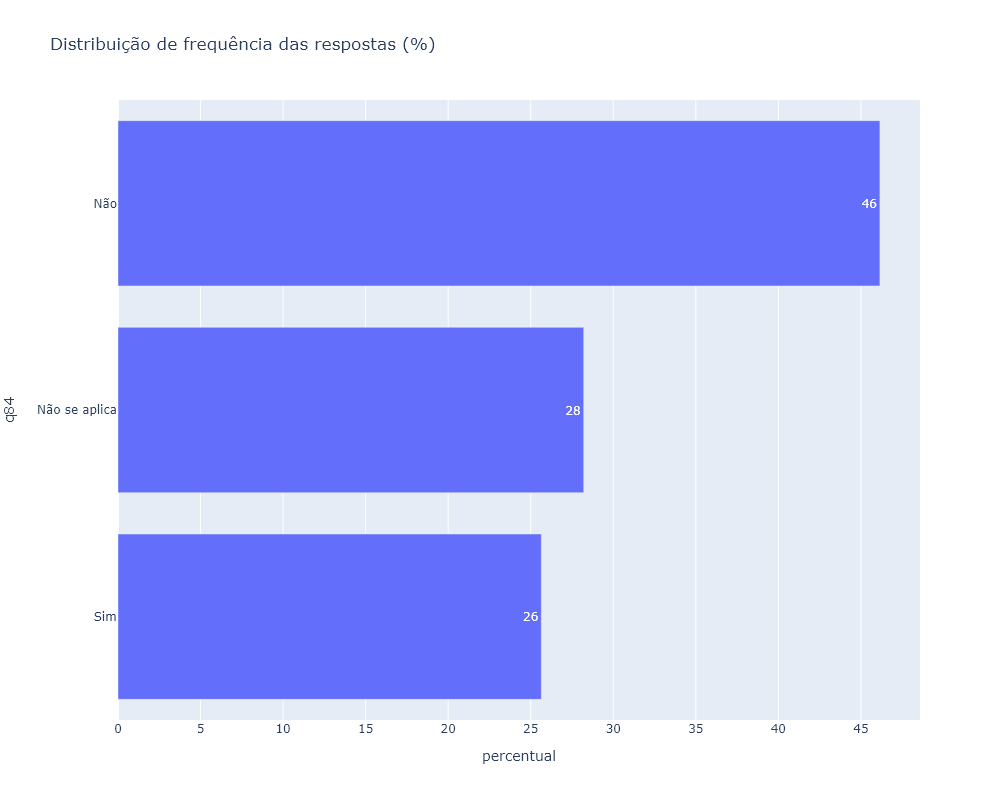 Distribuição de frequência das respostas (%)
Não
46
Não se aplica
28
Sim
26
q84
0 5 10 15 20 25 30 35 40 45
percentual